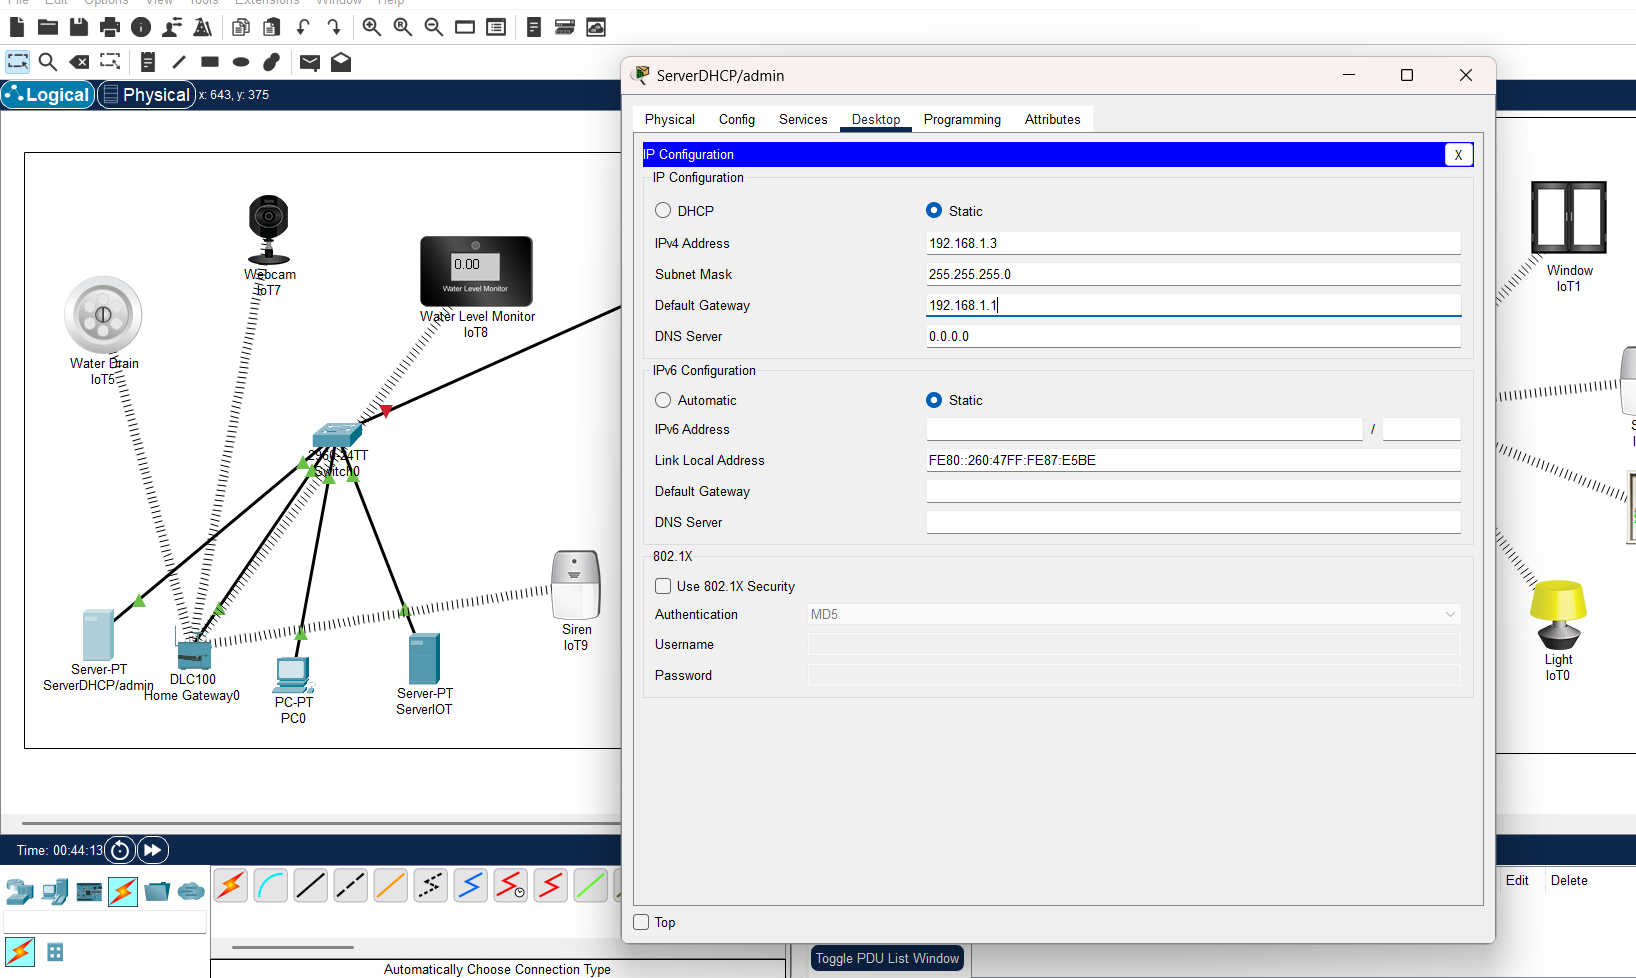 File Edit Options View Tools Extensions Window Help
Logical
Physical
x: 643, y: 375
Webcam
IoT7
0.00
Water Level Monitor
Water Level Monitor
IoT8
Water Drain
IoT5
2960-24TT
Switch0
Siren
IoT9
Server-PT
ServerDHCP/admin
DLC100
Home Gateway0
PC-PT
PC0
Server-PT
ServerIOT
ServerDHCP/admin
Physical Config Services Desktop Programming Attributes
IP Configuration X
IP Configuration
DHCP Static
IPv4 Address 192.168.1.3
Subnet Mask 255.255.255.0
Default Gateway 192.168.1.1
DNS Server 0.0.0.0
IPv6 Configuration
Automatic Static
IPv6 Address /
Link Local Address FE80::260:47FF:FE87:E5BE
Default Gateway
DNS Server
802.1X
Use 802.1X Security
Authentication MD5
Username
Password
Top
Window
IoT1
S
Light
IoT0
Time: 00:44:13
Edit Delete
Toggle PDU List Window
Automatically Choose Connection Type